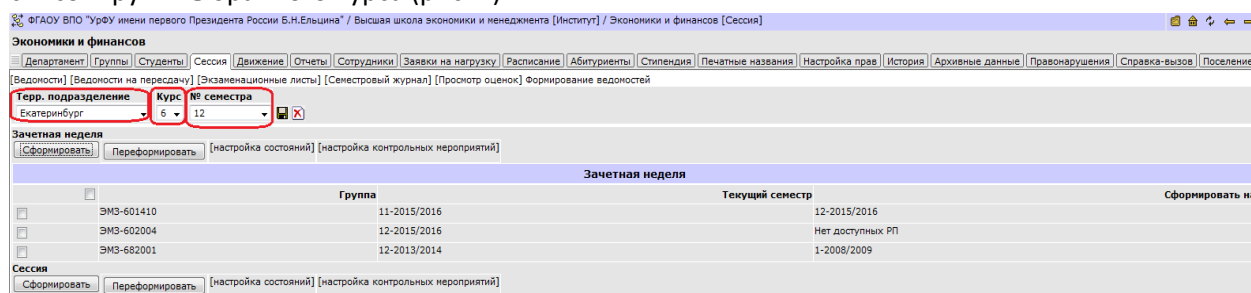 ФГАОУ ВПО "УрФУ имени первого Президента России Б.Н.Ельцина" / Высшая школа экономики и менеджмента [Институт] / Экономики и финансов [Сессия]
Экономики и финансов
Департамент Группы Студенты Сессия Движение Отчеты Сотрудники Заявки на нагрузку Расписание Абитуриенты Стипендия Печатные названия Настройка прав История Архивные данные Правонарушения Справка-вызов Поселение
[Ведомости] [Ведомости на пересдачу] [Экзаменационные листы] [Семестровый журнал] [Просмотр оценок] Формирование ведомостей
Терр. подразделение Курс № семестра
Екатеринбург 6 12
Зачетная неделя
Сформировать Переформировать [настройка состояний] [настройка контрольных мероприятий]
Зачетная неделя
Группа Текущий семестр Сформировать на
ЭМЗ-601410 11-2015/2016 12-2015/2016
ЭМЗ-602004 12-2015/2016 Нет доступных РП
ЭМЗ-682001 12-2013/2014 1-2008/2009
Сессия
Сформировать Переформировать [настройка состояний] [настройка контрольных мероприятий]